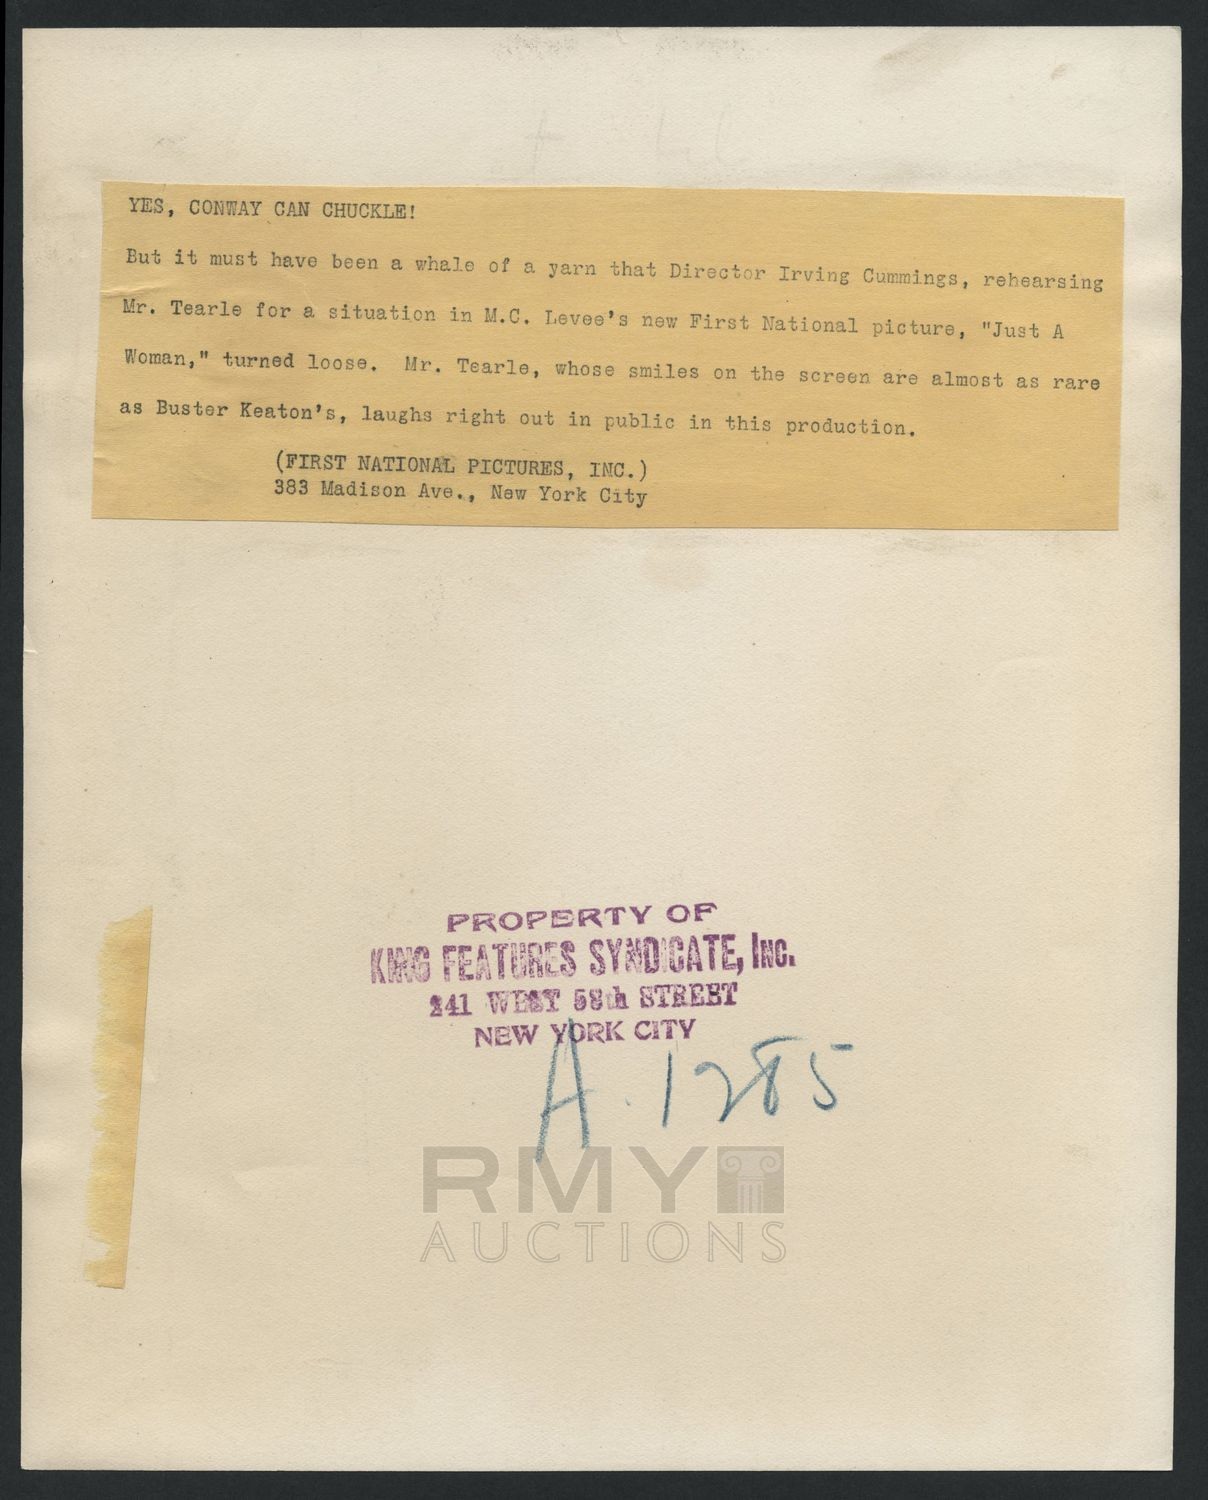 YES, CONWAY CAN CHUCKLE!
But it must have been a whale of a yarn that Director Irving Cummings, rehearsing
Mr. Tearle for a situation in M.C. Levee's new First National picture, "Just A
Woman," turned loose. Mr. Tearle, whose smiles on the screen are almost as rare
as Buster Keaton's, laughs right out in public in this production.
(FIRST NATIONAL PICTURES, INC.)
383 Madison Ave., New York City
PROPERTY OF
KING FEATURES SYNDICATE, INC.
241 WEST 58th STREET
NEW YORK CITY
A. 1285
RMY
AUCTIONS